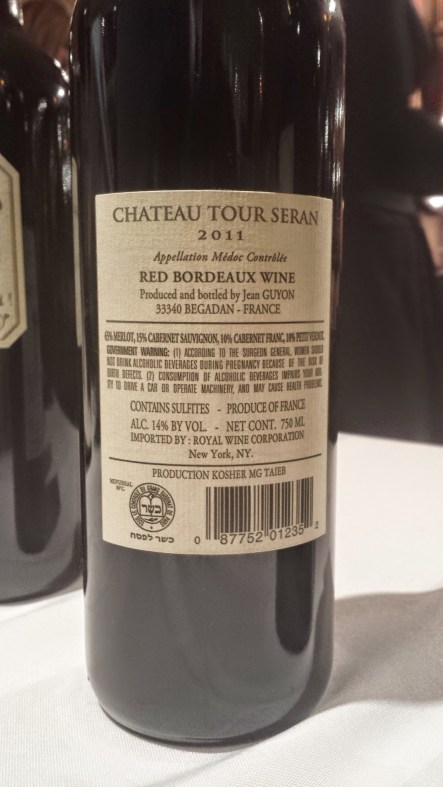 CHATEAU TOUR SERAN
2011
Appellation Médoc Contrôlée
RED BORDEAUX WINE
Produced and bottled by Jean GUYON
33340 BEGADAN - FRANCE
65% MERLOT, 15% CABERNET SAUVIGNON, 10% CABERNET FRANC, 10% PETIT VERDOT.
GOVERNMENT WARNING: (1) ACCORDING TO THE SURGEON GENERAL, WOMEN SHOULD
NOT DRINK ALCOHOLIC BEVERAGES DURING PREGNANCY BECAUSE OF THE RISK OF
BIRTH DEFECTS. (2) CONSUMPTION OF ALCOHOLIC BEVERAGES IMPAIRS YOUR ABIL
ITY TO DRIVE A CAR OR OPERATE MACHINERY, AND MAY CAUSE HEALTH PROBLEMS.
CONTAINS SULFITES - PRODUCE OF FRANCE
ALC. 14% BY VOL. - NET CONT. 750 ML
IMPORTED BY : ROYAL WINE CORPORATION
New York, NY.
PRODUCTION KOSHER MG TAIEB
MEVUSHAL
כשר
כשר לפסח
0 87752 01235 2